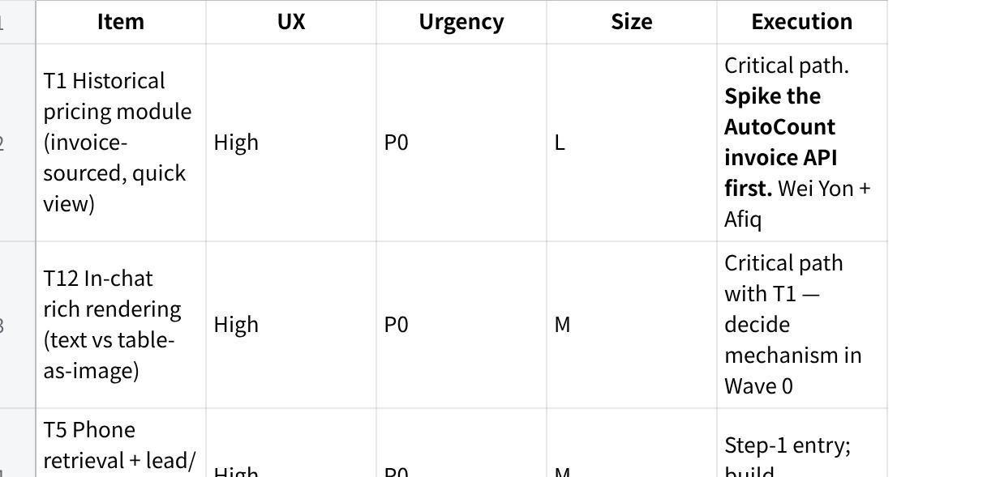 1 Item UX Urgency Size Execution
T1 Historical
pricing module
(invoice-
sourced, quick
view)
High
P0
L
Critical path.
Spike the
AutoCount
invoice API
first. Wei Yon +
Afiq
2
T12 In-chat
rich rendering
(text vs table-
as-image)
High
P0
M
Critical path
with T1 —
decide
mechanism in
Wave 0
3
T5 Phone
retrieval + lead/
High
P0
M
Step-1 entry;
build